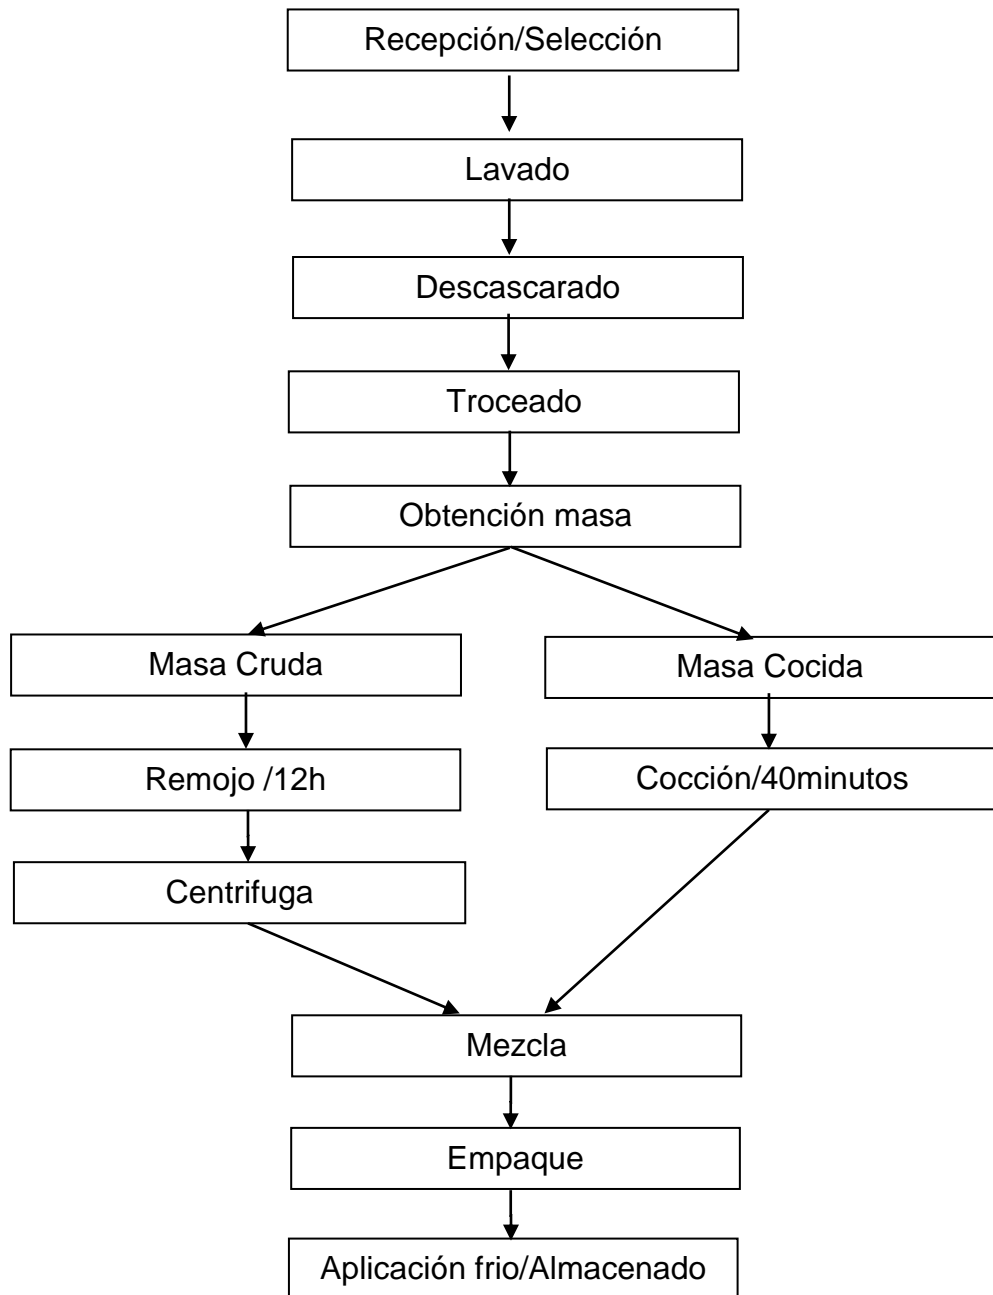 Recepción/Selección
Lavado
Descascarado
Troceado
Obtención masa
Masa Cruda
Masa Cocida
Remojo /12h
Cocción/40minutos
Centrifuga
Mezcla
Empaque
Aplicación frio/Almacenado